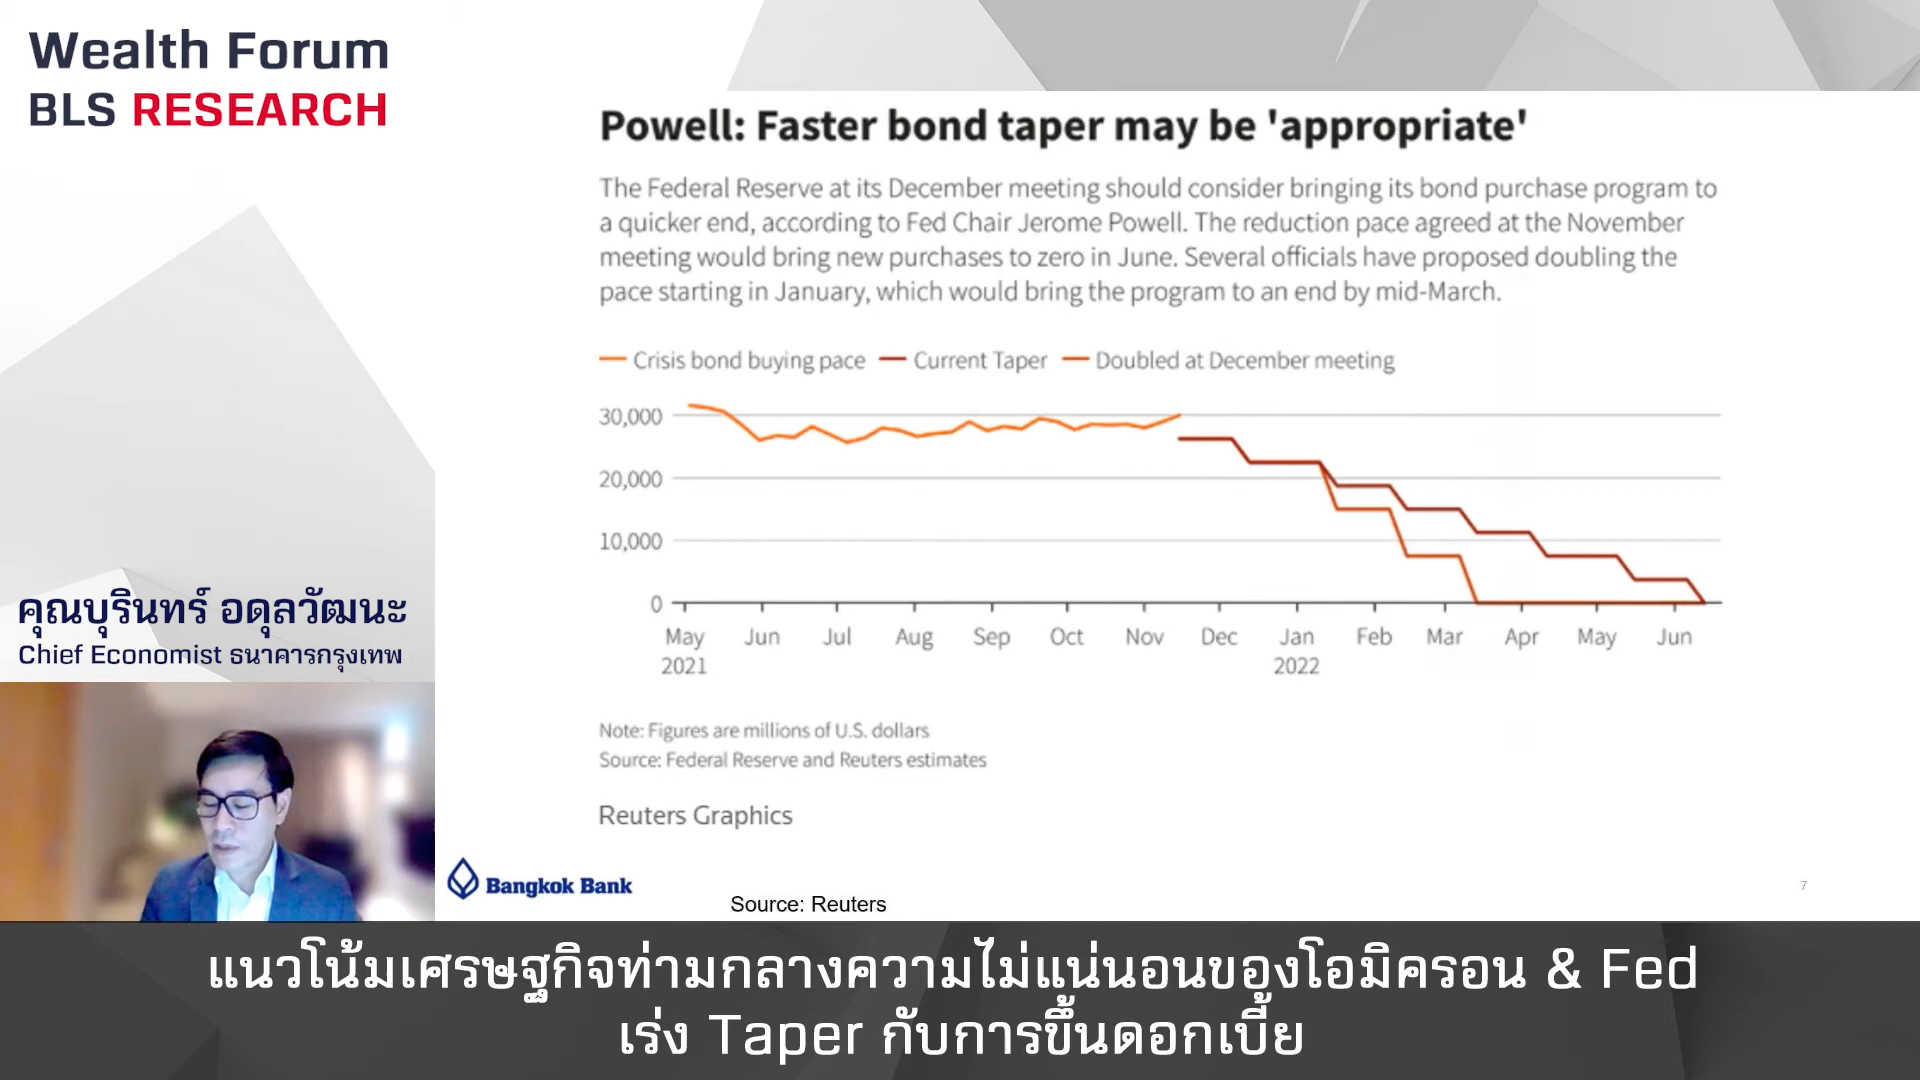 Wealth Forum
BLS RESEARCH
Powell: Faster bond taper may be 'appropriate'
The Federal Reserve at its December meeting should consider bringing its bond purchase program to
a quicker end, according to Fed Chair Jerome Powell. The reduction pace agreed at the November
meeting would bring new purchases to zero in June. Several officials have proposed doubling the
pace starting in January, which would bring the program to an end by mid-March.
Crisis bond buying pace Current Taper Doubled at December meeting
30,000
20,000
10,000
0
May Jun Jul Aug Sep Oct Nov Dec Jan Feb Mar Apr May Jun
2021 2022
Note: Figures are millions of U.S. dollars
Source: Federal Reserve and Reuters estimates
Reuters Graphics
คุณบุรินทร์ อดุลวัฒนะ
Chief Economist ธนาคารกรุงเทพ
Bangkok Bank
Source: Reuters
7
แนวโน้มเศรษฐกิจท่ามกลางความไม่แน่นอนของโอมิครอน & Fed
เร่ง Taper กับการขึ้นดอกเบี้ย